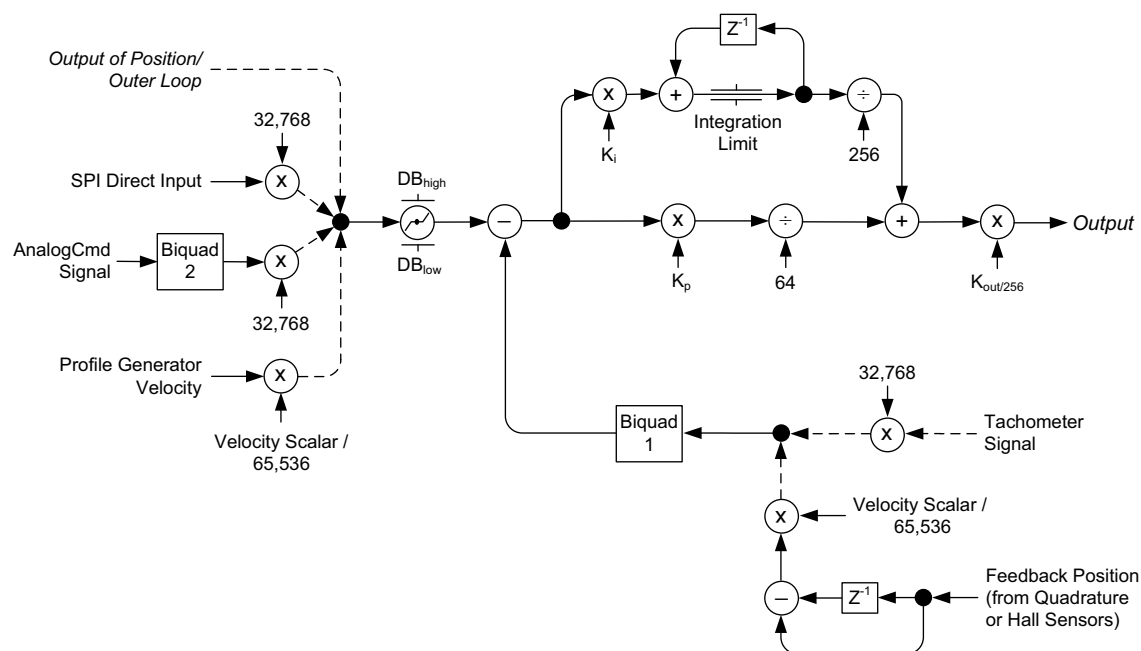 Output of Position/
Outer Loop
32,768
SPI Direct Input
X
AnalogCmd
Signal
Biquad
2
X
32,768
Profile Generator
Velocity
X
Velocity Scalar /
65,536
DBhigh
DBlow
–
Z-1
X
+
Integration
Limit
÷
Ki
256
X
÷
+
X
Output
Kp
64
Kout/256
32,768
Biquad
1
X
Tachometer
Signal
X
Velocity Scalar /
65,536
–
Z-1
Feedback Position
(from Quadrature
or Hall Sensors)